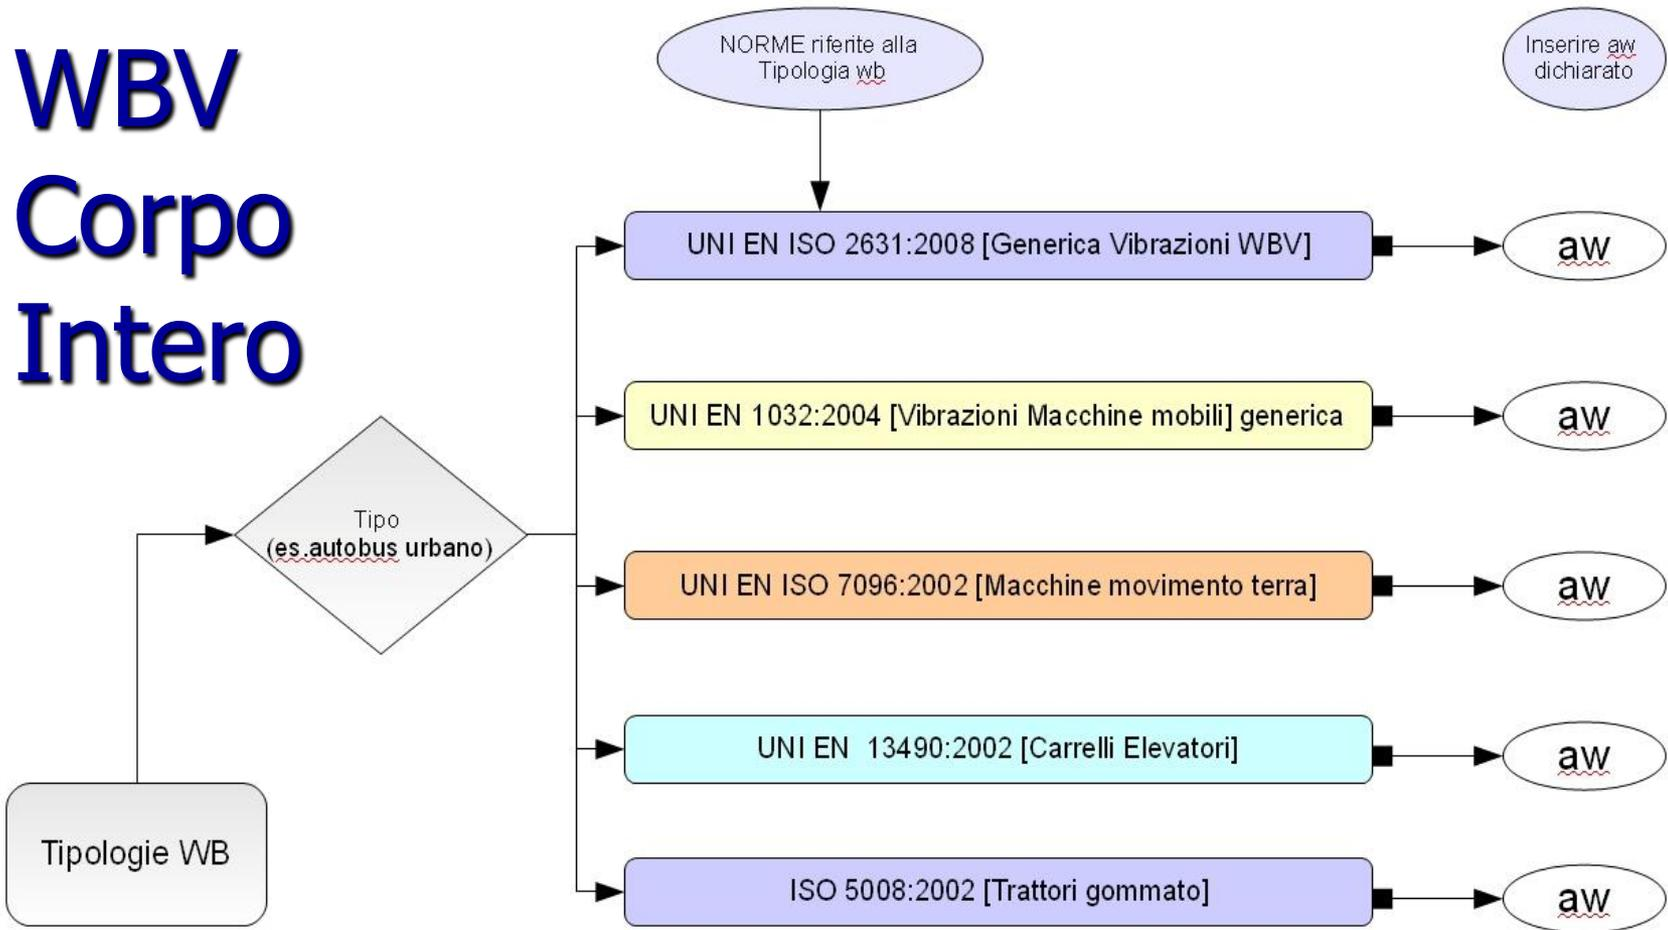 WBV
Corpo
Intero
NORME riferite alla
Tipologia wb
Inserire aw
dichiarato
UNI EN ISO 2631:2008 [Generica Vibrazioni WBV]
aw
UNI EN 1032:2004 [Vibrazioni Macchine mobili] generica
aw
Tipo
(es.autobus urbano)
UNI EN ISO 7096:2002 [Macchine movimento terra]
aw
UNI EN  13490:2002 [Carrelli Elevatori]
aw
Tipologie WB
ISO 5008:2002 [Trattori gommato]
aw